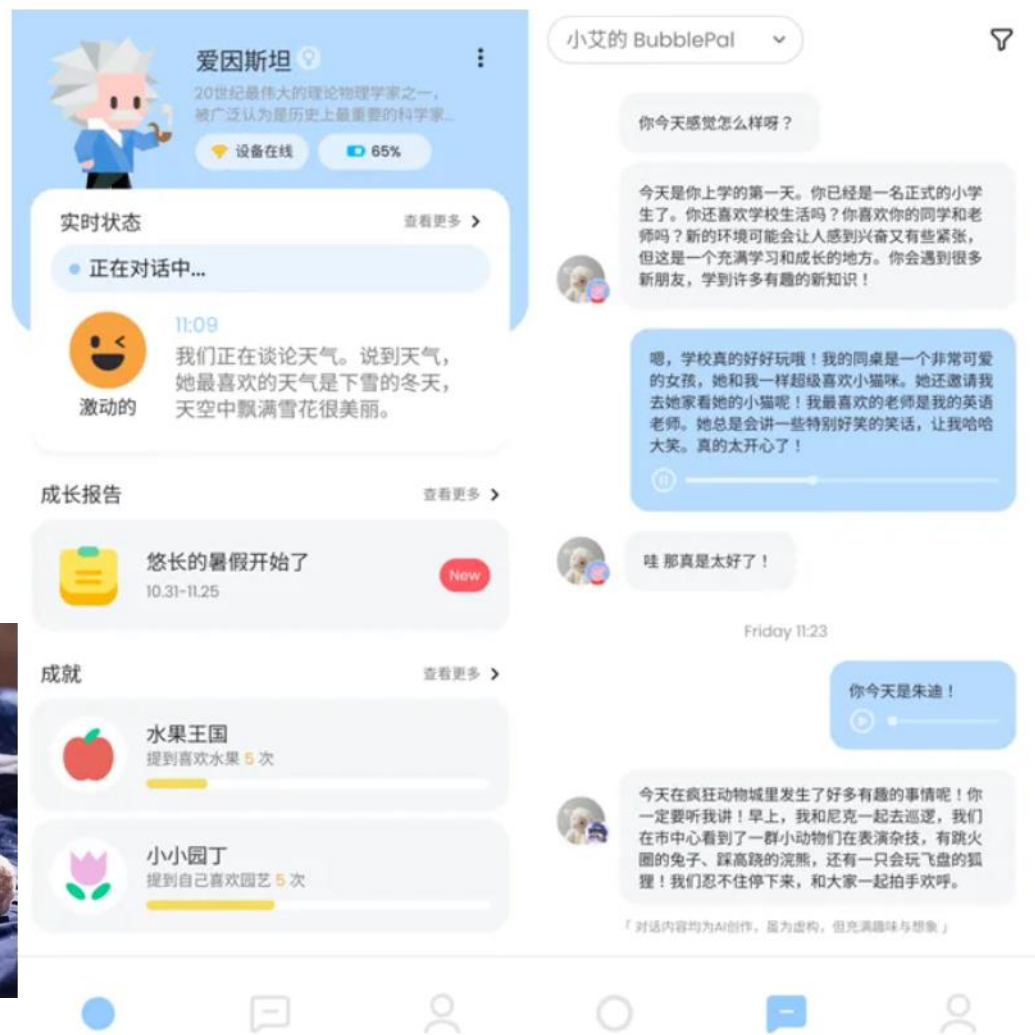 爱因斯坦
20世纪最伟大的理论物理学家之一，
被广泛认为是历史上最重要的科学家...
设备在线
65%
实时状态
查看更多
正在对话中...
11:09
我们正在谈论天气。说到天气，
她最喜欢的天气是下雪的冬天，
天空中飘满雪花很美丽。
激动的
成长报告
查看更多
悠长的暑假开始了
10.31-11.25
New
成就
查看更多
水果王国
提到喜欢水果 5 次
小小园丁
提到自己喜欢园艺 5 次
小艾的 BubblePal
你今天感觉怎么样呀？
今天是你上学的第一天。你已经是一名正式的小学
生了。你还喜欢学校生活吗？你喜欢你的同学和老
师吗？新的环境可能会让人感到兴奋又有些紧张，
但这是一个充满学习和成长的地方。你会遇到很多
新朋友，学到许多有趣的新知识！
嗯，学校真的好好玩哦！我的同桌是一个非常可爱
的女孩，她和我一样超级喜欢小猫咪。她还邀请我
去她家看她的小猫呢！我最喜欢的老师是我的英语
老师。她总是会讲一些特别好笑的笑话，让我哈哈
大笑。真的太开心了！
哇 那真是太好了！
Friday 11:23
你今天是朱迪！
今天在疯狂动物城里发生了好多有趣的事情呢！你
一定要听我讲！早上，我和尼克一起去巡逻，我们
在市中心看到了一群小动物们在表演杂技，有跳火
圈的兔子、踩高跷的浣熊，还有一只会玩飞盘的狐
狸！我们忍不住停下来，和大家一起拍手欢呼。
「 对话内容均为AI创作，虽为虚构，但充满趣味与想象 」